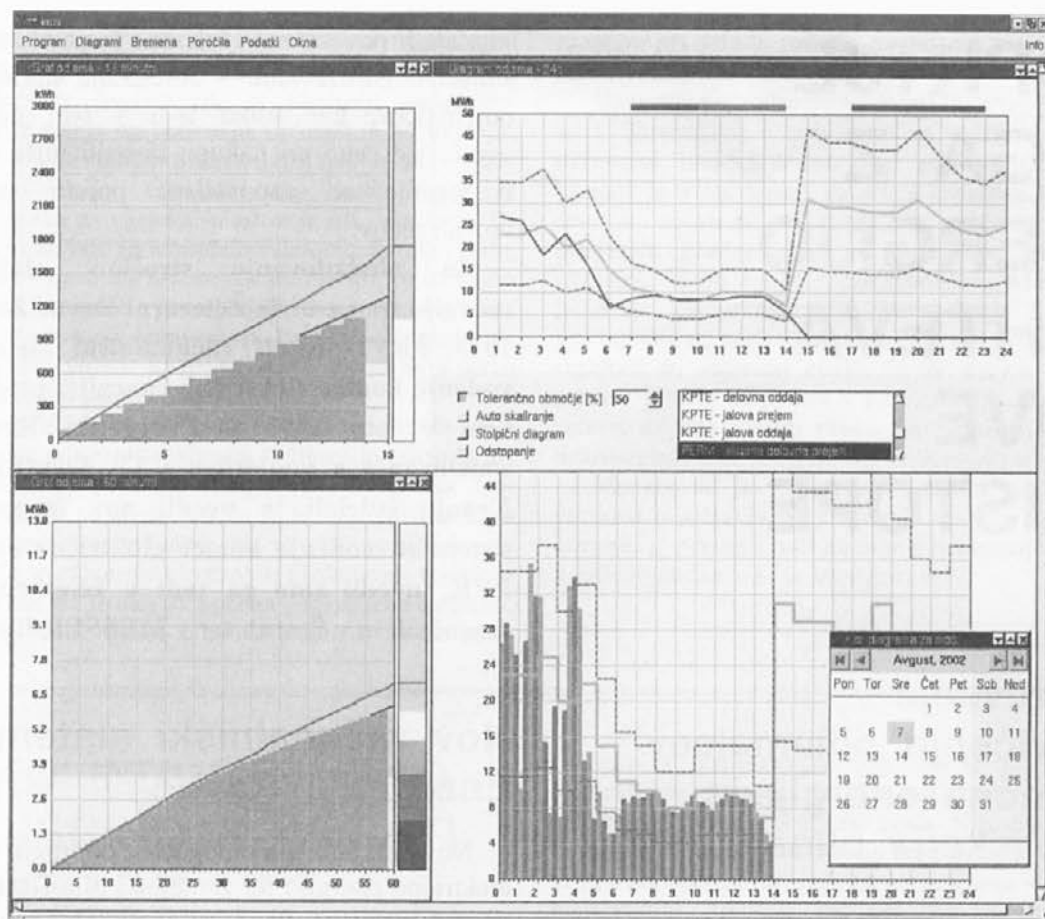 Program Diagrami Bremena Poročila Podatki Okna
Info
kWh
3000
2700
2400
2100
1800
1500
1200
900
600
300
0
0 5 10 15
MWh
50
45
40
35
30
25
20
15
10
5
0
0 1 2 3 4 5 6 7 8 9 10 11 12 13 14 15 16 17 18 19 20 21 22 23 24
Tolerančno območje [%] 50
Auto skaliranje
Stolpični diagram
Odstopanje
KPTE - delovna oddaja
KPTE - jalova prejem
KPTE - jalova oddaja
MWh
13.0
11.7
10.4
9.1
7.8
6.5
5.2
3.9
2.6
1.3
0.0
0 5 10 15 20 25 30 35 40 45 50 55 60
44
40
36
32
28
24
20
16
12
8
4
0
0 1 2 3 4 5 6 7 8 9 10 11 12 13 14 15 16 17 18 19 20 21 22 23 24
Avgust, 2002
Pon Tor Sre Čet Pet Sob Ned
1 2 3 4
5 6 7 8 9 10 11
12 13 14 15 16 17 18
19 20 21 22 23 24 25
26 27 28 29 30 31